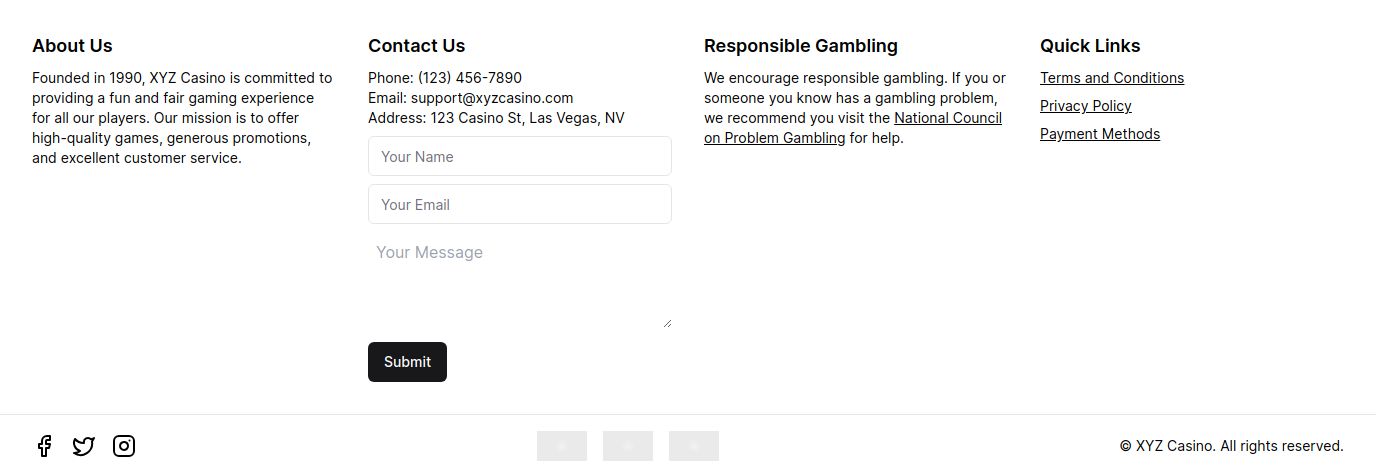 About Us
Founded in 1990, XYZ Casino is committed to
providing a fun and fair gaming experience
for all our players. Our mission is to offer
high-quality games, generous promotions,
and excellent customer service.
Contact Us
Phone: (123) 456-7890
Email: support@xyzcasino.com
Address: 123 Casino St, Las Vegas, NV
Your Name
Your Email
Your Message
Submit
Responsible Gambling
We encourage responsible gambling. If you or
someone you know has a gambling problem,
we recommend you visit the National Council
on Problem Gambling for help.
Quick Links
Terms and Conditions
Privacy Policy
Payment Methods
© XYZ Casino. All rights reserved.